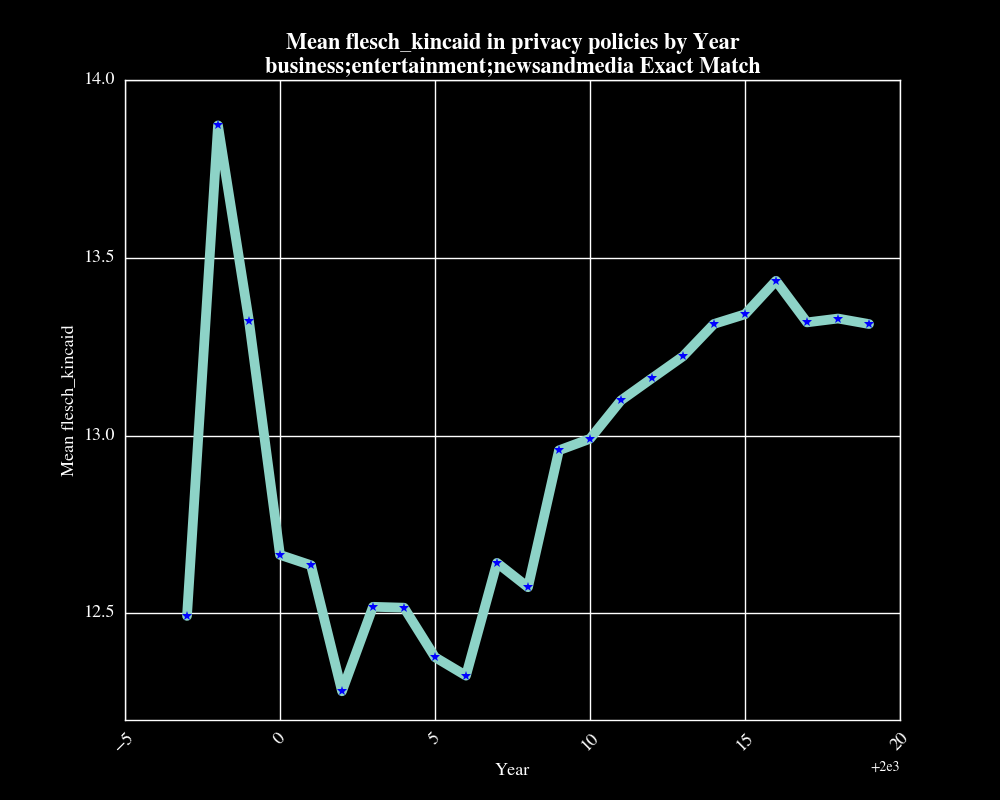 Mean flesch_kincaid in privacy policies by Year
business;entertainment;newsandmedia Exact Match
14.0
13.5
13.0
12.5
Mean flesch_kincaid
−5 0 5 10 15 20
Year
+2e3